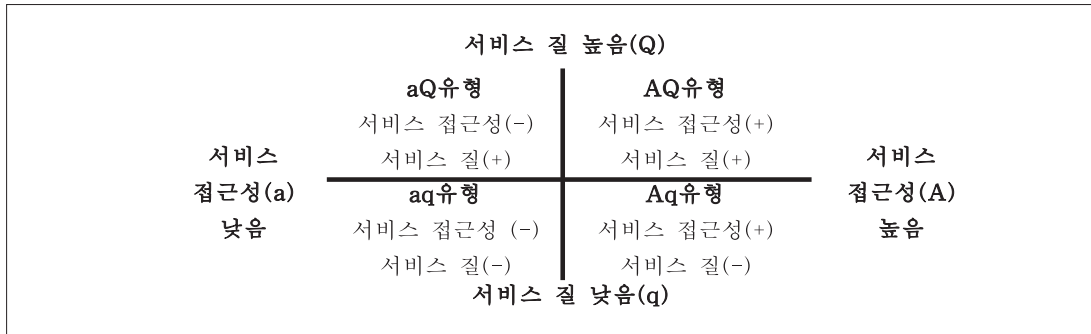 서비스 질 높음(Q)
aQ유형
서비스 접근성(-)
서비스 질(+)
AQ유형
서비스 접근성(+)
서비스 질(+)
서비스
접근성(a)
낮음
서비스
접근성(A)
높음
aq유형
서비스 접근성 (-)
서비스 질(-)
Aq유형
서비스 접근성(+)
서비스 질(-)
서비스 질 낮음(q)